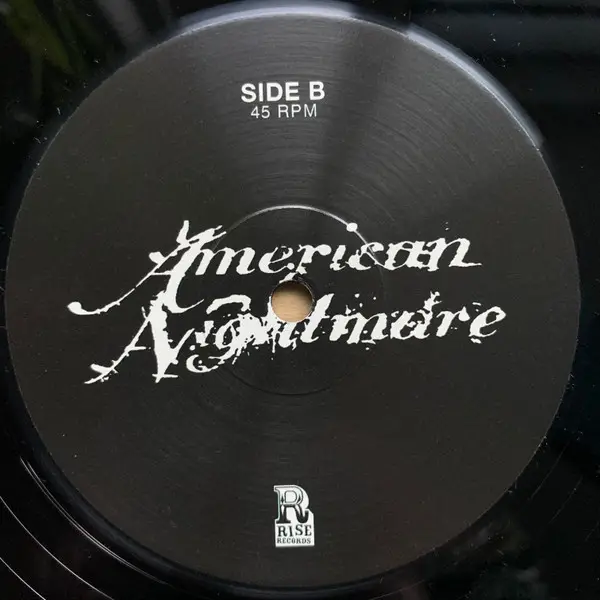 SIDE B
45 RPM
American
Nightmare
R
RISE
RECORDS